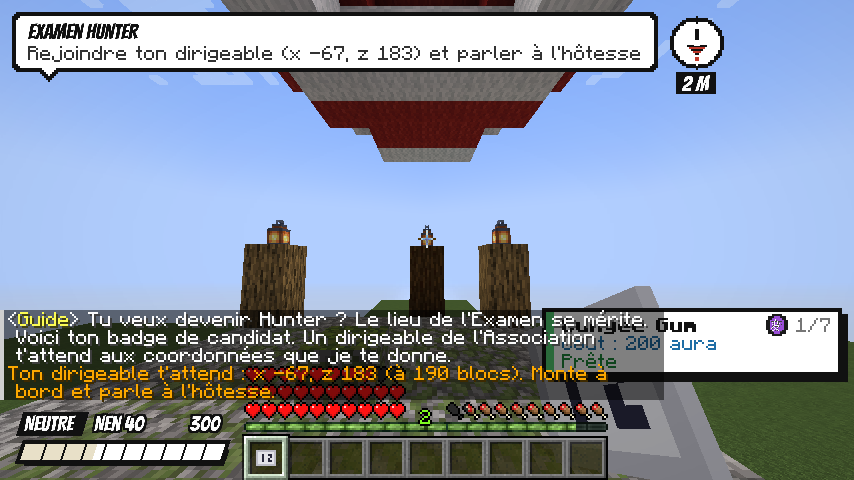 EXAMEN HUNTER
Rejoindre ton dirigeable (x -67, z 183) et parler à l'hôtesse
2 M
<Guide> Tu veux devenir Hunter ? Le lieu de l'Examen se mérite.
Voici ton badge de candidat. Un dirigeable de l'Association
t'attend aux coordonnées que je te donne.
Ton dirigeable t'attend : x -67, z 183 (à 190 blocs). Monte à
bord et parle à l'hôtesse.
Bungee Gum
1/7
Coût : 200 aura
Prête
NEUTRE NEN 40 300
2
12